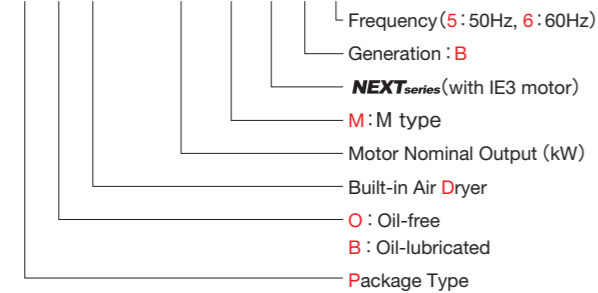 Frequency(5:50Hz, 6:60Hz)
Generation:B
NEXTseries(with IE3 motor)
M:M type
Motor Nominal Output (kW)
Built-in Air Dryer
O : Oil-free
B : Oil-lubricated
Package Type